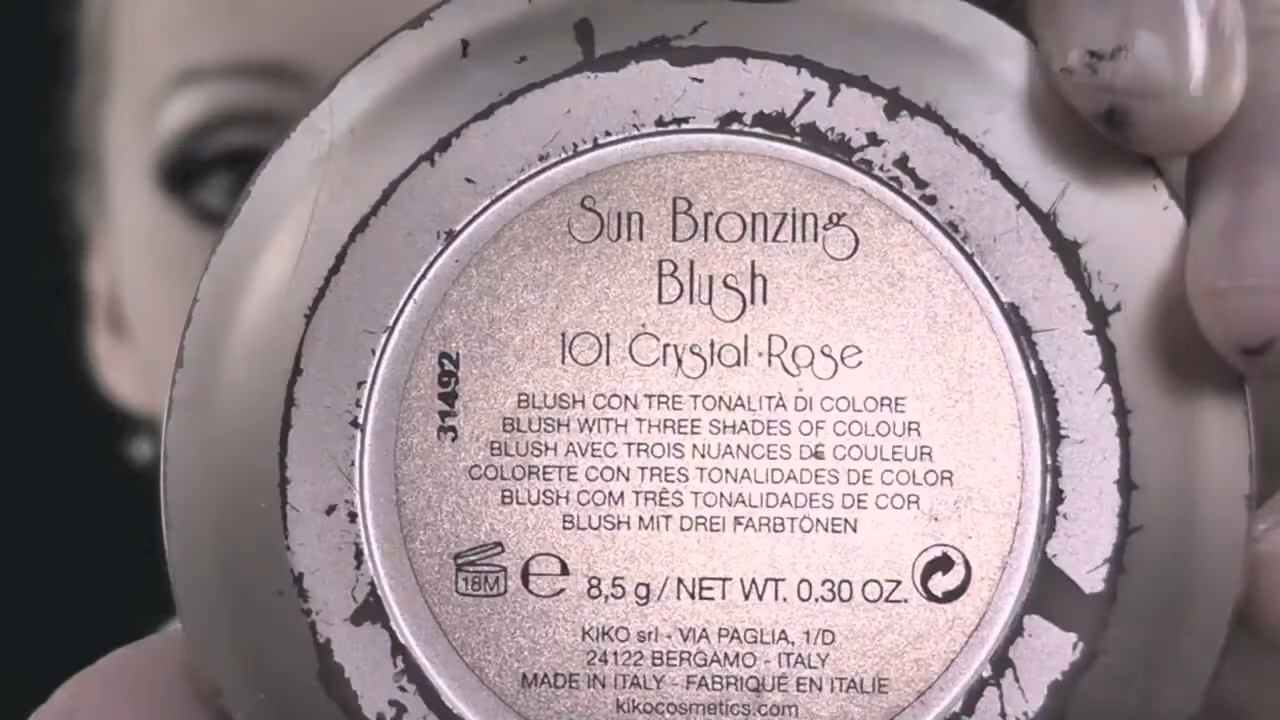 Sun Bronzing
Blush
101 Crystal Rose
31492
BLUSH CON TRE TONALITÀ DI COLORE
BLUSH WITH THREE SHADES OF COLOUR
BLUSH AVEC TROIS NUANCES DE COULEUR
COLORETE CON TRES TONALIDADES DE COLOR
BLUSH COM TRÊS TONALIDADES DE COR
BLUSH MIT DREI FARBTÖNEN
18M e 8,5 g / NET WT. 0.30 OZ.
KIKO srl - VIA PAGLIA, 1/D
24122 BERGAMO - ITALY
MADE IN ITALY - FABRIQUÉ EN ITALIE
kikocosmetics.com